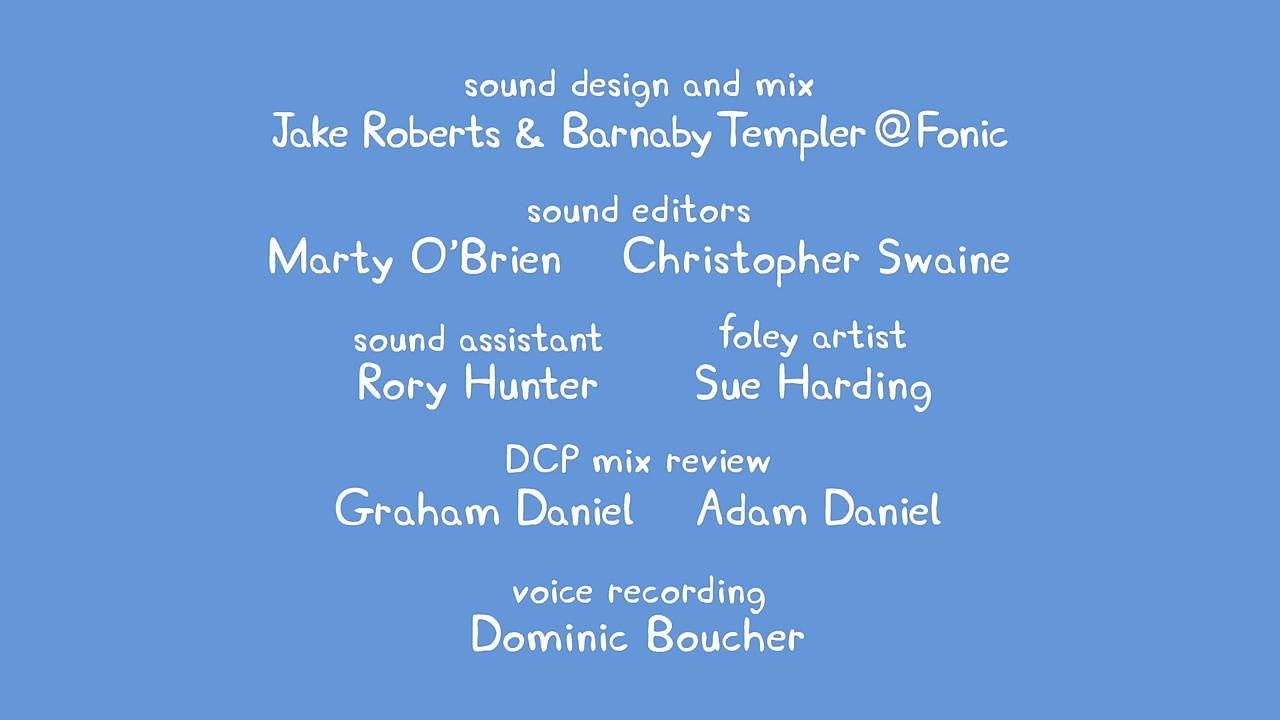 sound design and mix
Jake Roberts & Barnaby Templer @ Fonic
sound editors
Marty O'Brien Christopher Swaine
sound assistant foley artist
Rory Hunter Sue Harding
DCP mix review
Graham Daniel Adam Daniel
voice recording
Dominic Boucher